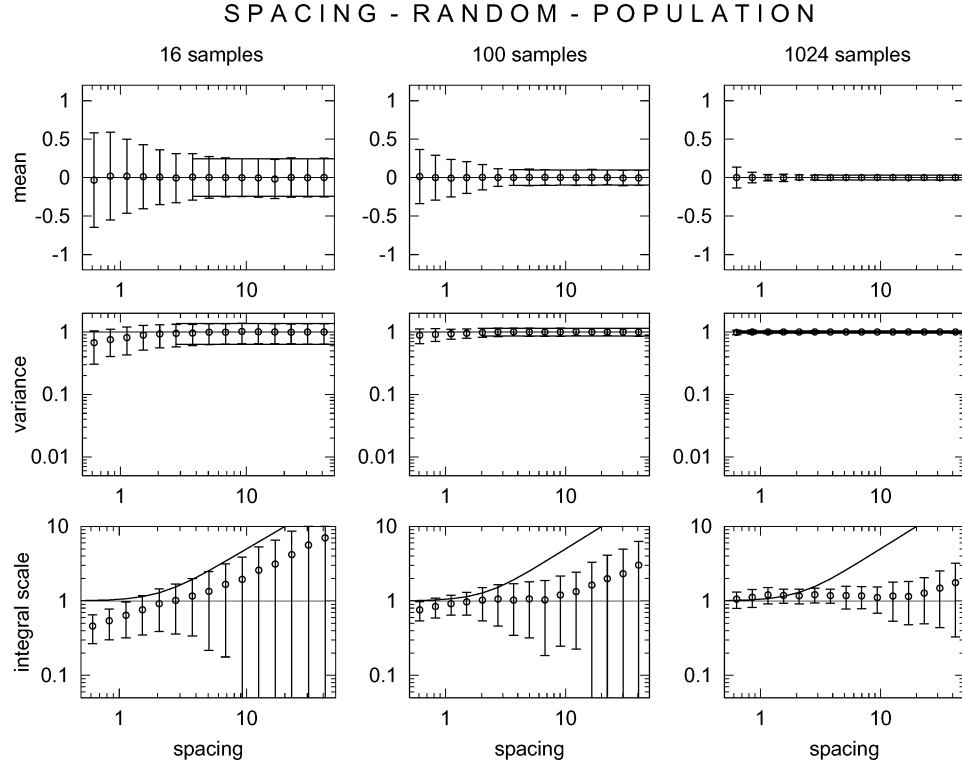 SPACING - RANDOM - POPULATION
16 samples 100 samples 1024 samples
mean
1 1 1
0.5 0.5 0.5
0 0 0
-0.5 -0.5 -0.5
-1 -1 -1
1 10 1 10 1 10
variance
1 1 1
0.1 0.1 0.1
0.01 0.01 0.01
1 10 1 10 1 10
integral scale
10 10 10
1 1 1
0.1 0.1 0.1
1 10 1 10 1 10
spacing spacing spacing